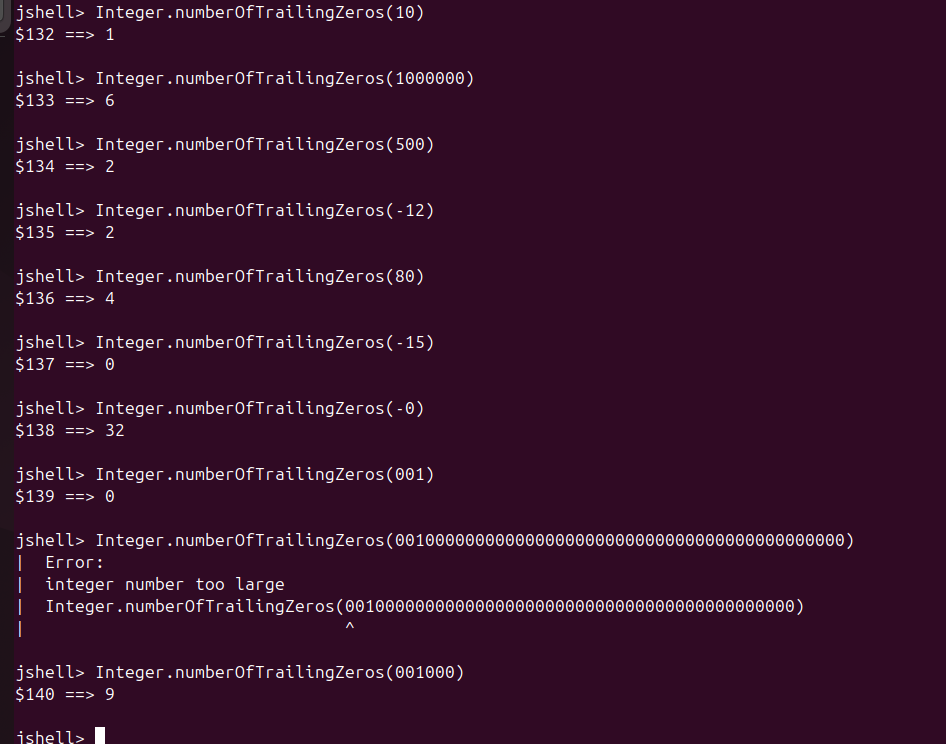 jshell> Integer.numberOfTrailingZeros(10)
$132 ==> 1
jshell> Integer.numberOfTrailingZeros(1000000)
$133 ==> 6
jshell> Integer.numberOfTrailingZeros(500)
$134 ==> 2
jshell> Integer.numberOfTrailingZeros(-12)
$135 ==> 2
jshell> Integer.numberOfTrailingZeros(80)
$136 ==> 4
jshell> Integer.numberOfTrailingZeros(-15)
$137 ==> 0
jshell> Integer.numberOfTrailingZeros(-0)
$138 ==> 32
jshell> Integer.numberOfTrailingZeros(001)
$139 ==> 0
jshell> Integer.numberOfTrailingZeros(001000000000000000000000000000000000000000000)
|  Error:
|  integer number too large
|  Integer.numberOfTrailingZeros(001000000000000000000000000000000000000000000)
|                                ^
jshell> Integer.numberOfTrailingZeros(001000)
$140 ==> 9
jshell>